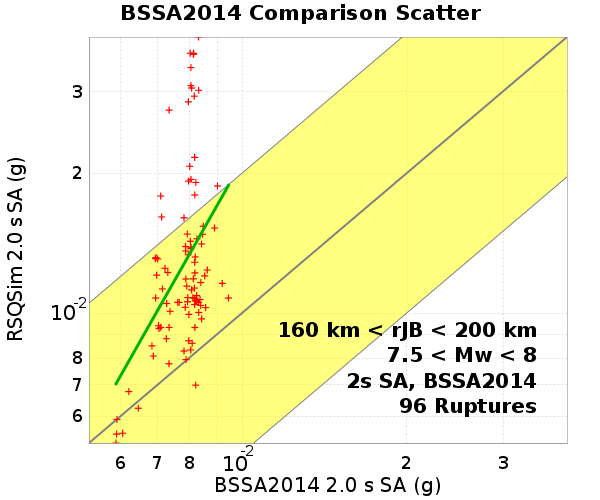 BSSA2014 Comparison Scatter
RSQSim 2.0 s SA (g)
3
2
10-2
8
7
6
160 km < rJB < 200 km
7.5 < Mw < 8
2s SA, BSSA2014
96 Ruptures
6 7 8 10-2 2 3
BSSA2014 2.0 s SA (g)